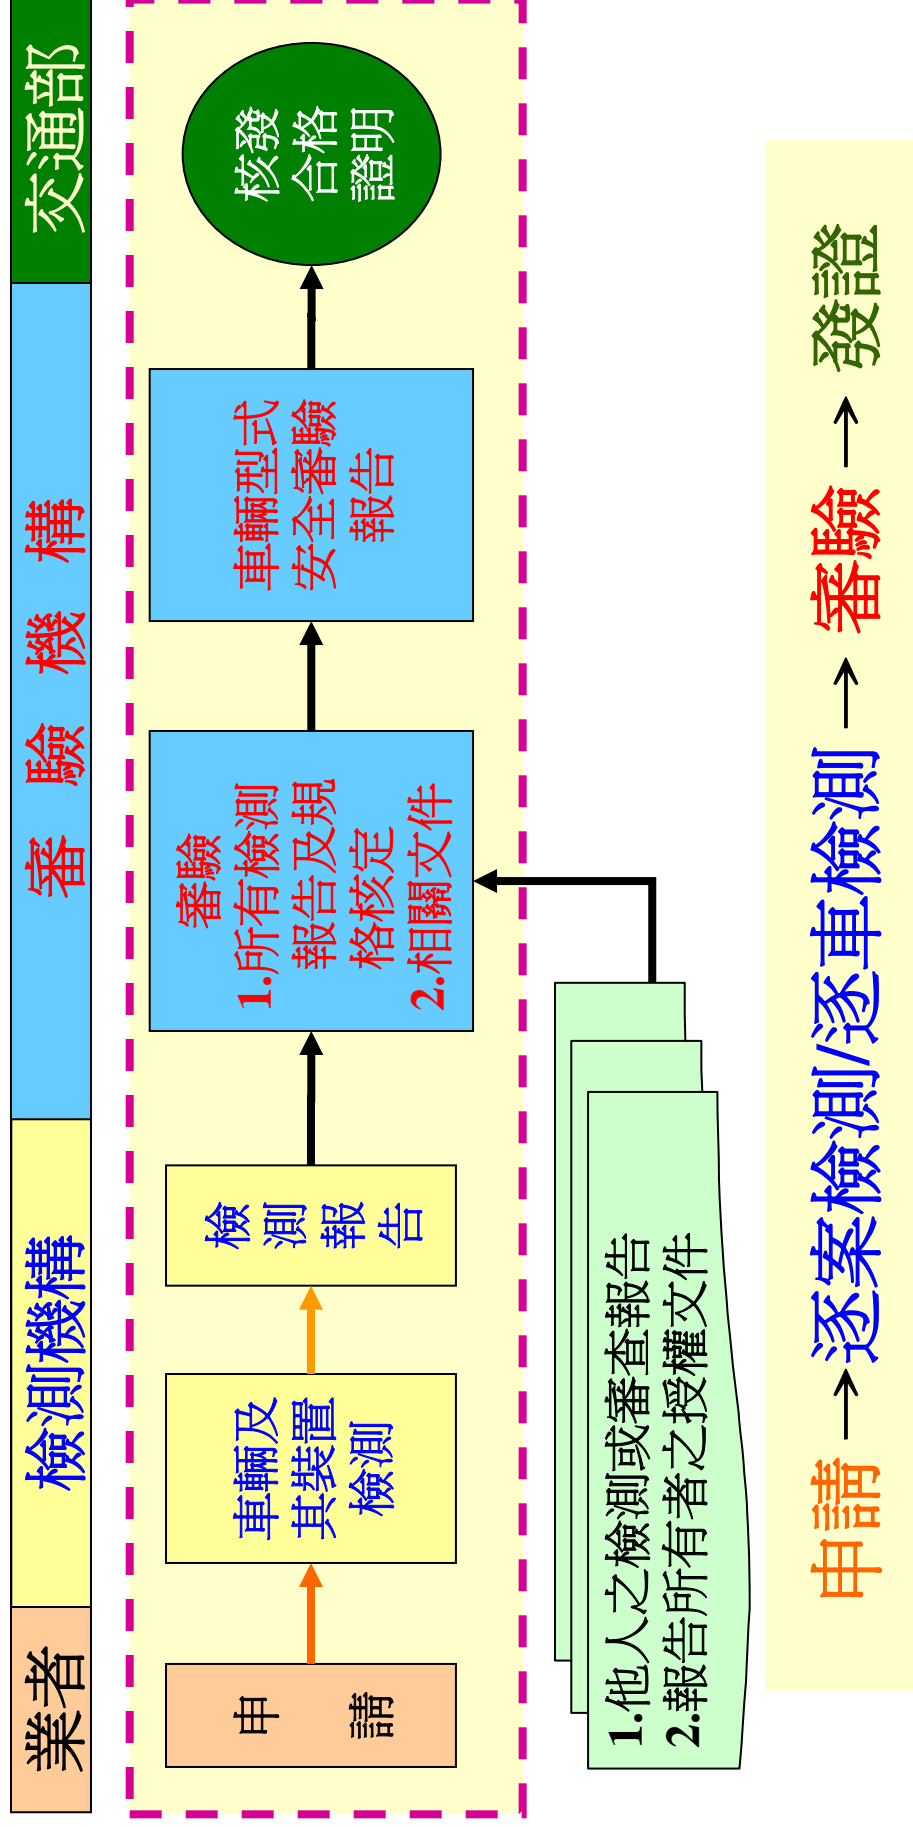 業者
檢測機構
審 驗 機 構
交通部
申
請
車輛及
其裝置
檢測
檢
測
報
告
審驗
1.所有檢測
報告及規
格核定
2.相關文件
車輛型式
安全審驗
報告
核發
合格
證明
1.他人之檢測或審查報告
2.報告所有者之授權文件
申請→逐案檢測/逐車檢測→審驗→發證